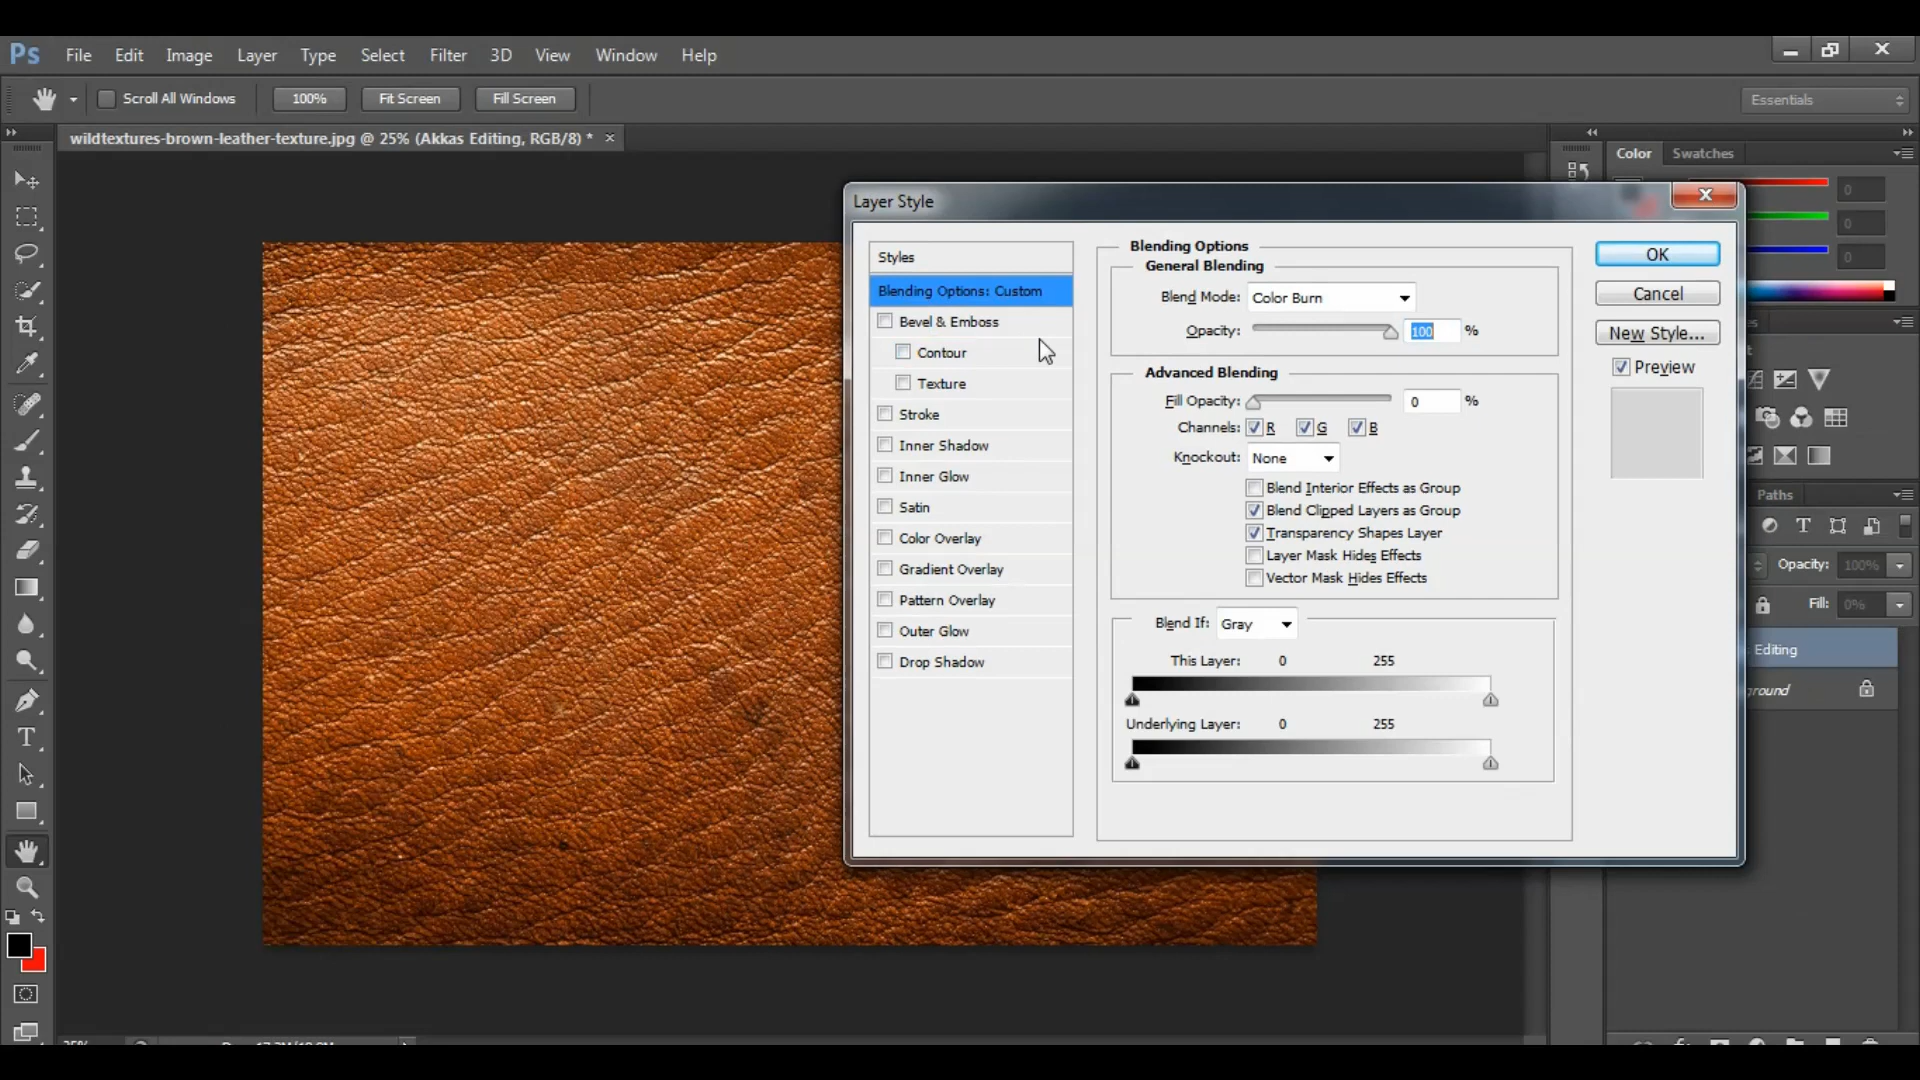 Ps File Edit Image Layer Type Select Filter 3D View Window Help
Scroll All Windows 100% Fit Screen Fill Screen Essentials
wildtextures-brown-leather-texture.jpg @ 25% (Akkas Editing, RGB/8) * ×
Color Swatches
0
0
0
Layer Style
Styles
Blending Options: Custom
Bevel & Emboss
Contour
Texture
Stroke
Inner Shadow
Inner Glow
Satin
Color Overlay
Gradient Overlay
Pattern Overlay
Outer Glow
Drop Shadow
Blending Options
General Blending
Blend Mode: Color Burn
Opacity: 100 %
Advanced Blending
Fill Opacity: 0 %
Channels: R G B
Knockout: None
Blend Interior Effects as Group
Blend Clipped Layers as Group
Transparency Shapes Layer
Layer Mask Hides Effects
Vector Mask Hides Effects
Blend If: Gray
This Layer: 0 255
Underlying Layer: 0 255
OK
Cancel
New Style...
Preview
Paths
Opacity: 100%
Fill: 0%
Editing
round